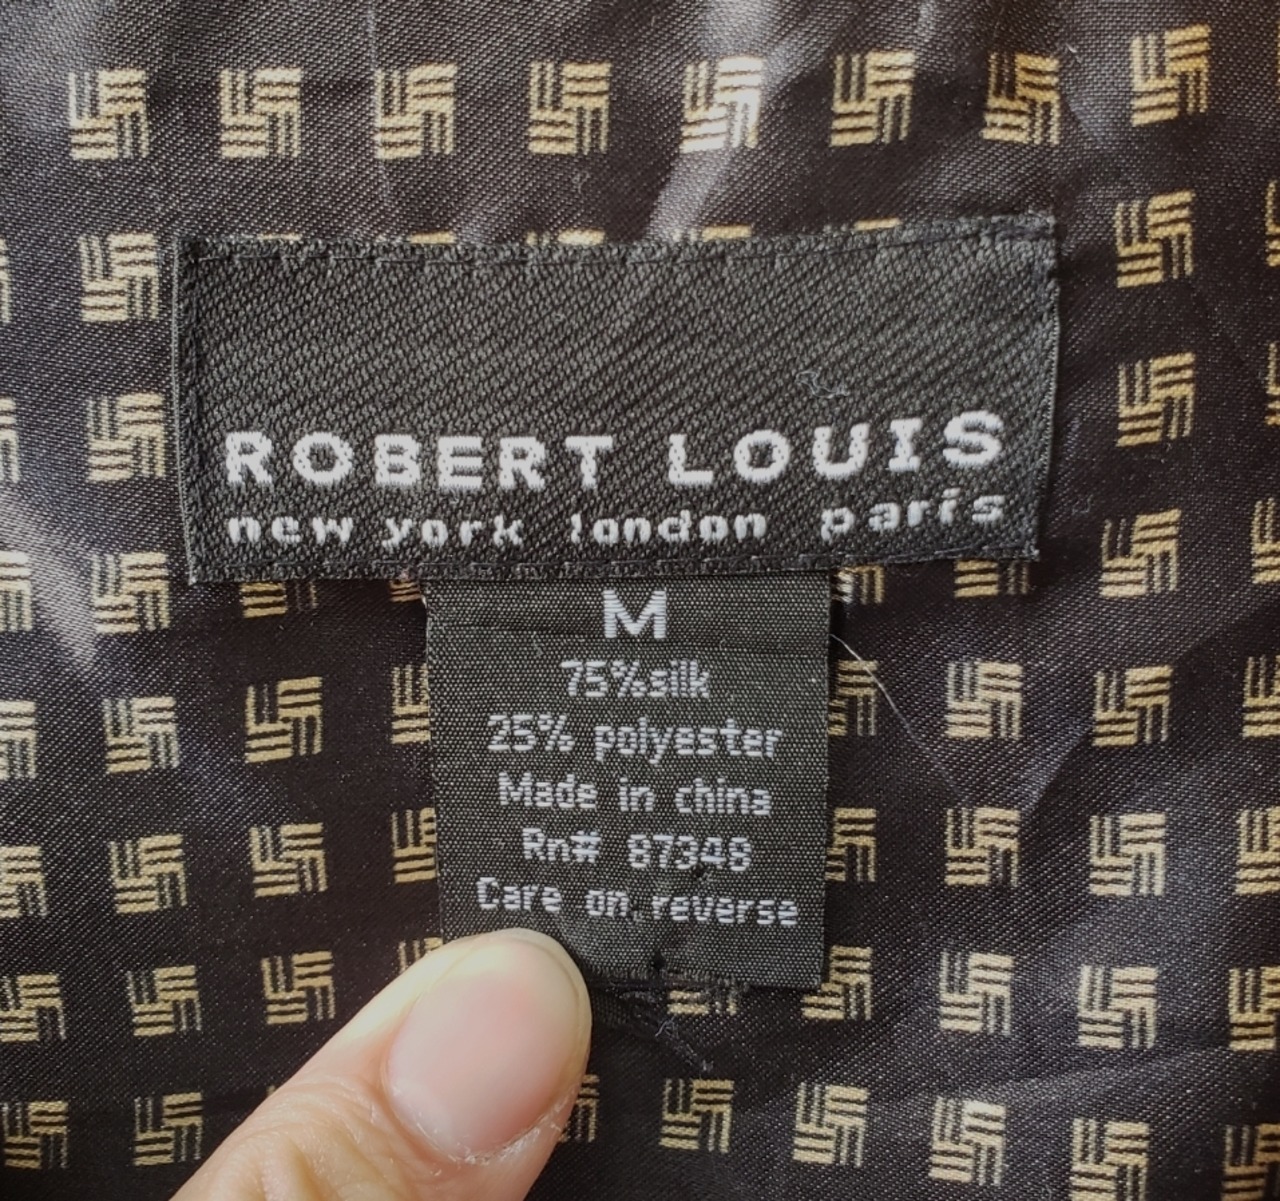 ROBERT LOUIS
new york london paris
M
75%silk
25% polyester
Made in china
Rn# 87348
Care on reverse